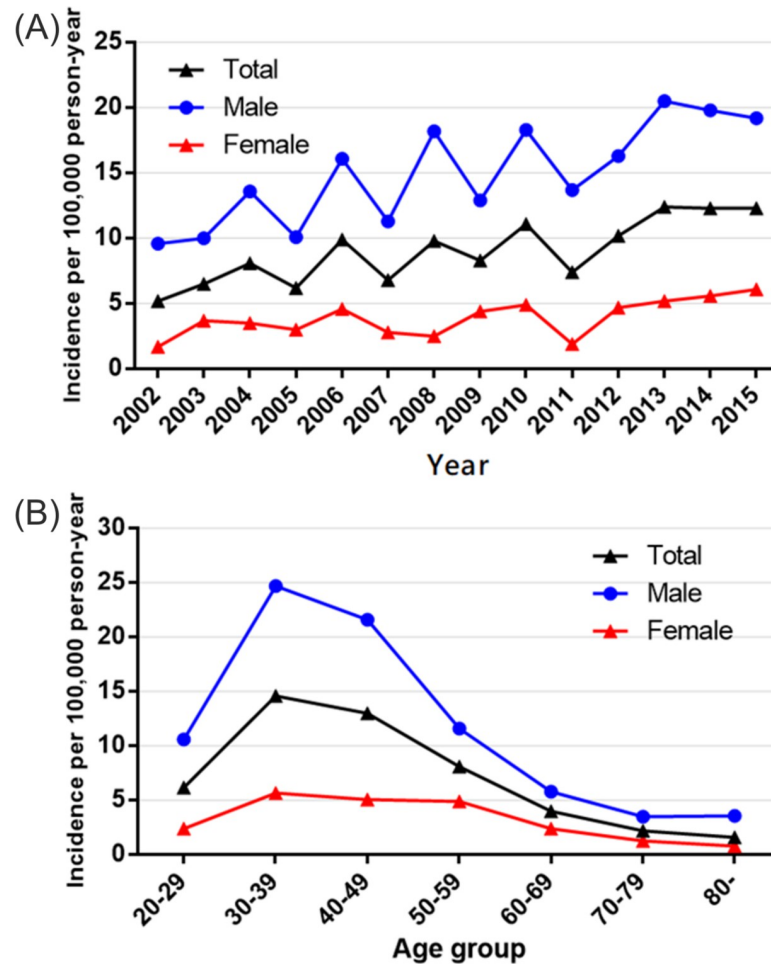 (A)
Incidence per 100,000 person-year
25
20
15
10
5
0
Total
Male
Female
2002
2003
2004
2005
2006
2007
2008
2009
2010
2011
2012
2013
2014
2015
Year
(B)
Incidence per 100,000 person-year
30
25
20
15
10
5
0
Total
Male
Female
20-29
30-39
40-49
50-59
60-69
70-79
80-
Age group